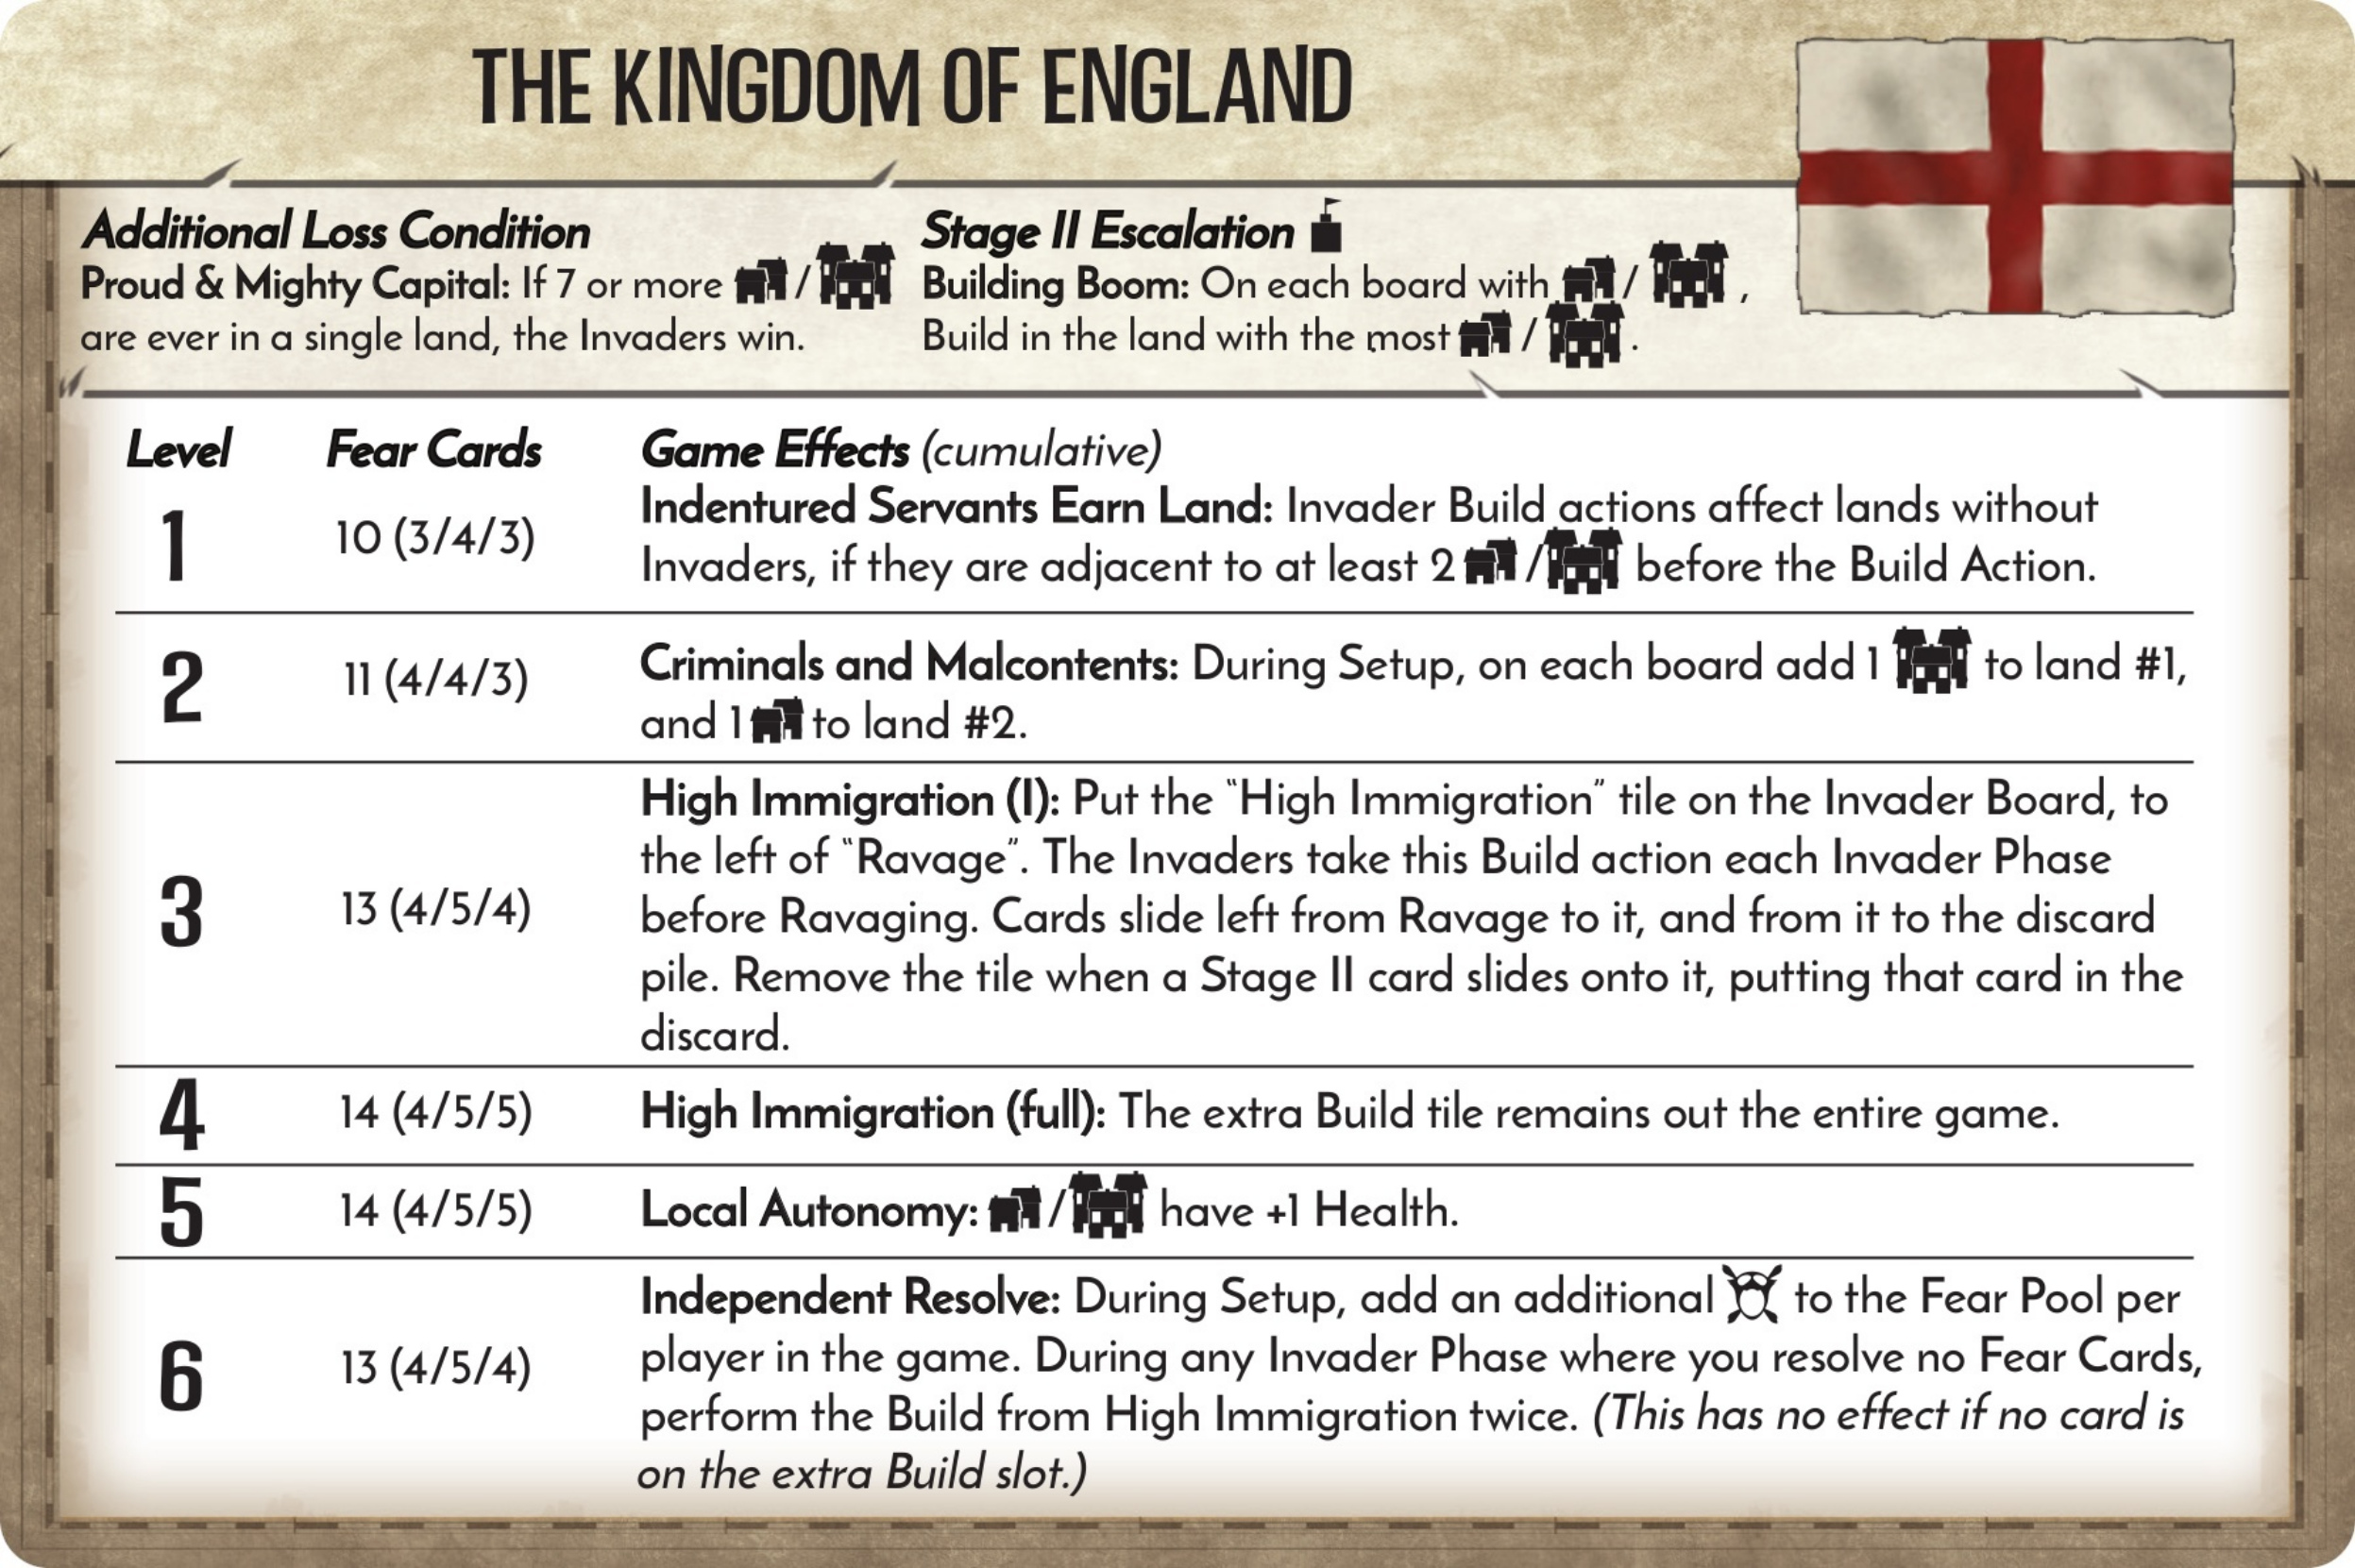 THE KINGDOM OF ENGLAND
Additional Loss Condition
Proud & Mighty Capital: If 7 or more /
are ever in a single land, the Invaders win.
Stage II Escalation
Building Boom: On each board with / ,
Build in the land with the most / .
Level Fear Cards Game Effects (cumulative)
1 10 (3/4/3) Indentured Servants Earn Land: Invader Build actions affect lands without
Invaders, if they are adjacent to at least 2 / before the Build Action.
2 11 (4/4/3) Criminals and Malcontents: During Setup, on each board add 1 to land #1,
and 1 to land #2.
3 13 (4/5/4) High Immigration (I): Put the “High Immigration” tile on the Invader Board, to
the left of “Ravage”. The Invaders take this Build action each Invader Phase
before Ravaging. Cards slide left from Ravage to it, and from it to the discard
pile. Remove the tile when a Stage II card slides onto it, putting that card in the
discard.
4 14 (4/5/5) High Immigration (full): The extra Build tile remains out the entire game.
5 14 (4/5/5) Local Autonomy: / have +1 Health.
6 13 (4/5/4) Independent Resolve: During Setup, add an additional to the Fear Pool per
player in the game. During any Invader Phase where you resolve no Fear Cards,
perform the Build from High Immigration twice. (This has no effect if no card is
on the extra Build slot.)